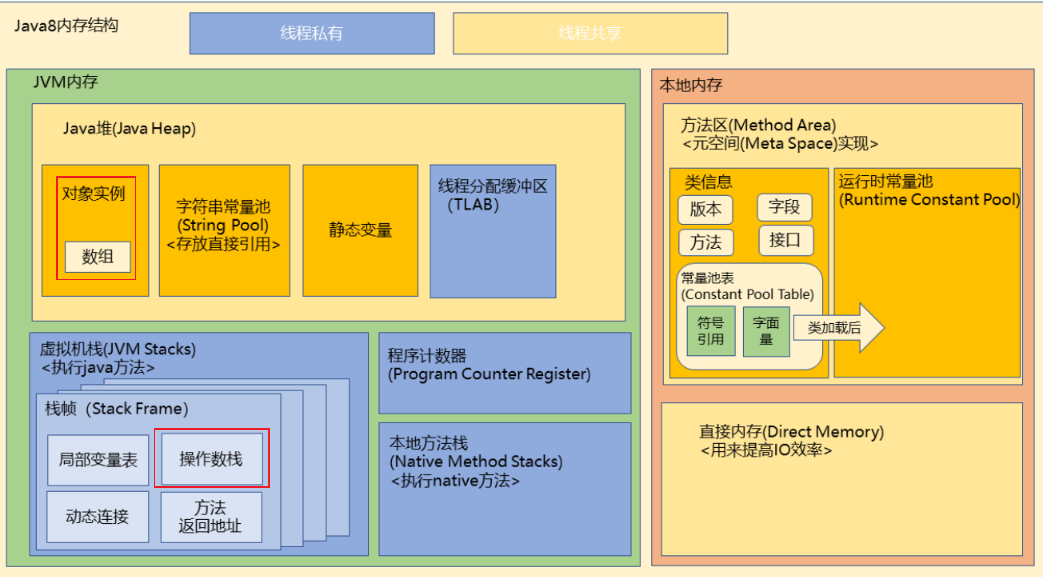 Java8内存结构
线程私有
线程共享
JVM内存
Java堆(Java Heap)
对象实例
数组
字符串常量池
(String Pool)
<存放直接引用>
静态变量
线程分配缓冲区
(TLAB)
虚拟机栈(JVM Stacks)
<执行java方法>
栈帧（Stack Frame）
局部变量表
操作数栈
动态连接
方法
返回地址
程序计数器
(Program Counter Register)
本地方法栈
(Native Method Stacks)
<执行native方法>
本地内存
方法区(Method Area)
<元空间(Meta Space)实现>
类信息
版本
字段
方法
接口
常量池表
(Constant Pool Table)
符号
引用
字面
量
类加载后
运行时常量池
(Runtime Constant Pool)
直接内存(Direct Memory)
<用来提高IO效率>